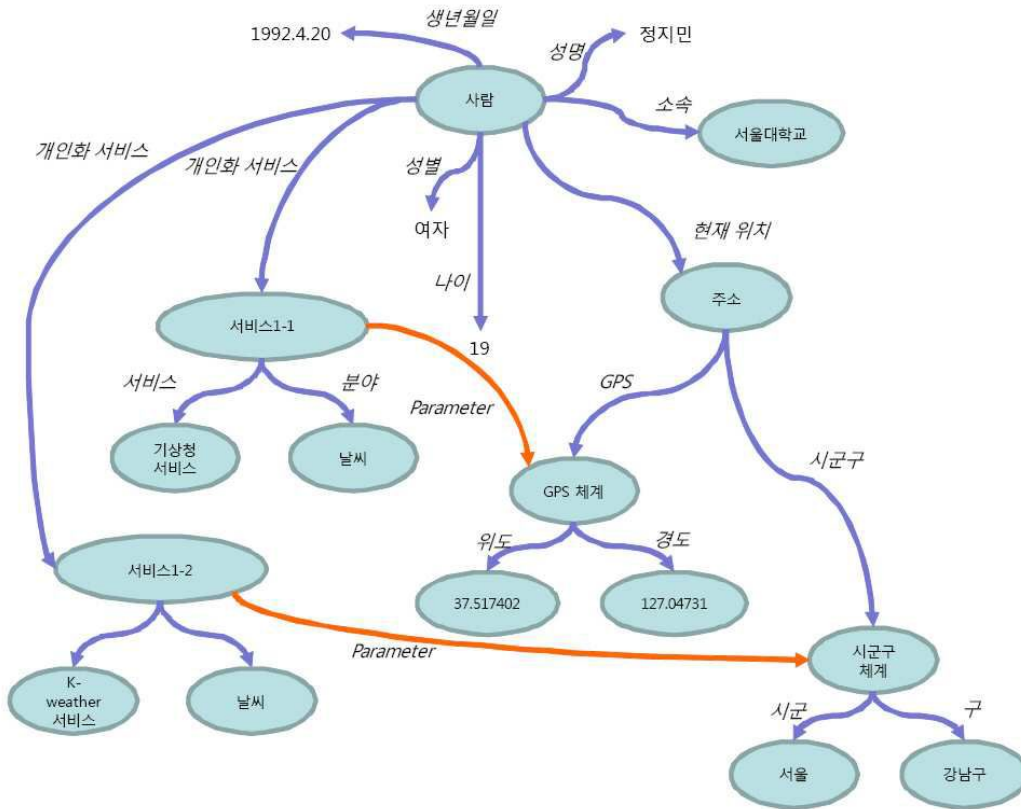 생년월일
1992.4.20
정지민
성명
사람
소속
서울대학교
개인화 서비스
개인화 서비스
성별
여자
현재 위치
나이
주소
서비스1-1
19
서비스
분야
Parameter
GPS
기상청
서비스
날씨
시군구
GPS 체계
위도
경도
서비스1-2
37.517402
127.04731
Parameter
시군구
체계
K-
weather
서비스
날씨
시군
구
서울
강남구